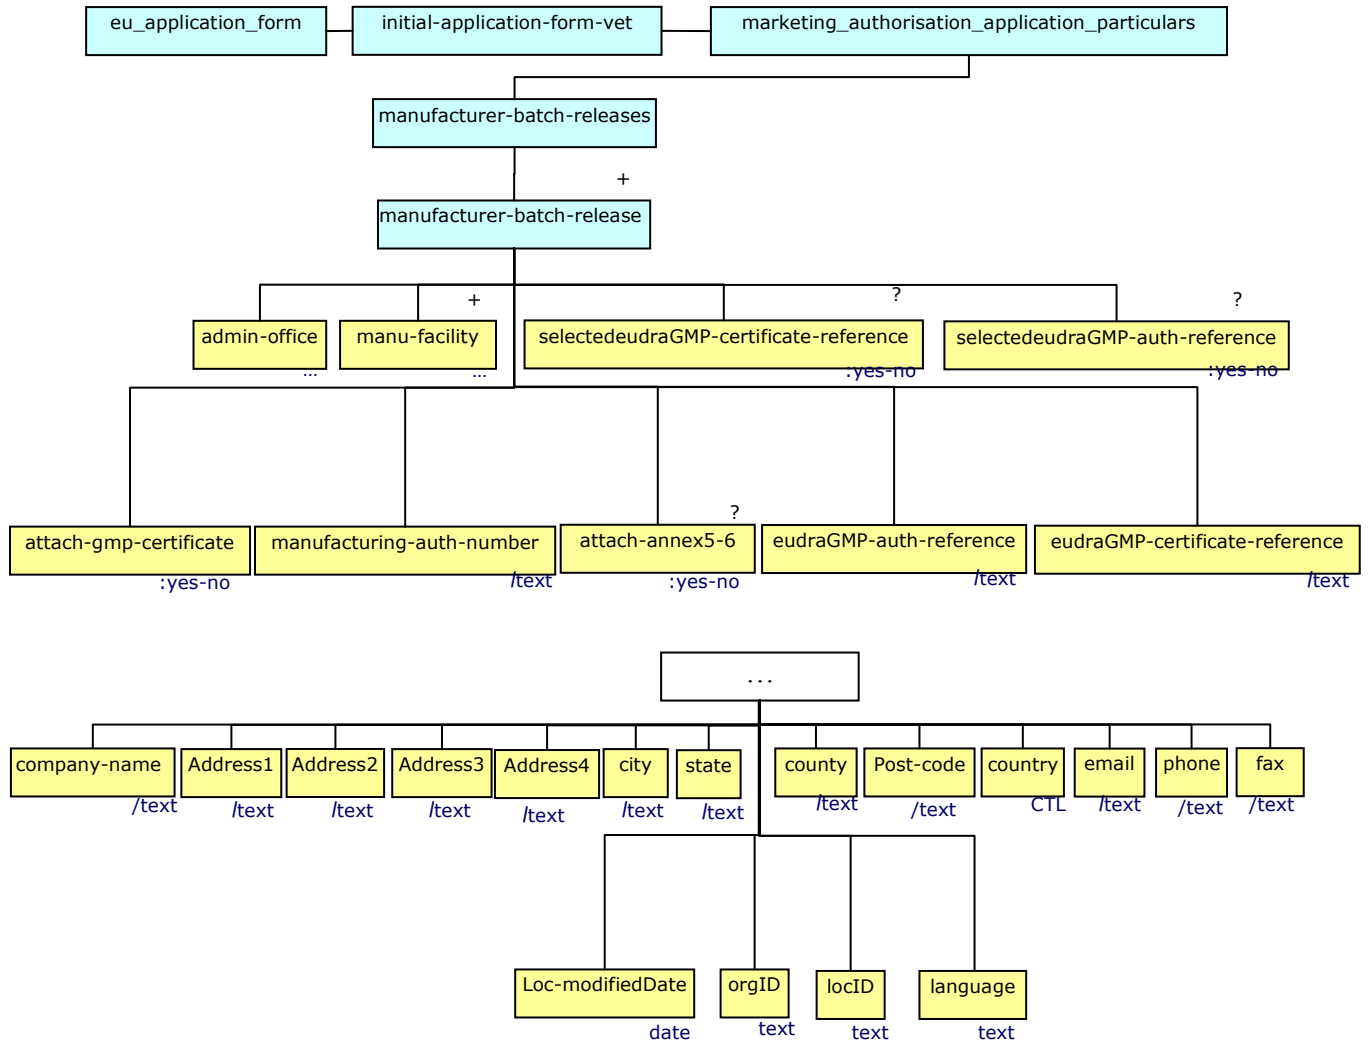 eu_application_form
initial-application-form-vet
marketing_authorisation_application_particulars
manufacturer-batch-releases
+
manufacturer-batch-release
+
?
?
admin-office
manu-facility
selectedeudraGMP-certificate-reference
selectedeudraGMP-auth-reference
...
...
:yes-no
:yes-no
?
attach-gmp-certificate
manufacturing-auth-number
attach-annex5-6
eudraGMP-auth-reference
eudraGMP-certificate-reference
:yes-no
/text
:yes-no
/text
/text
...
company-name
Address1
Address2
Address3
Address4
city
state
county
Post-code
country
email
phone
fax
/text
/text
/text
/text
/text
/text
/text
/text
/text
CTL
/text
/text
/text
Loc-modifiedDate
orgID
locID
language
date
text
text
text